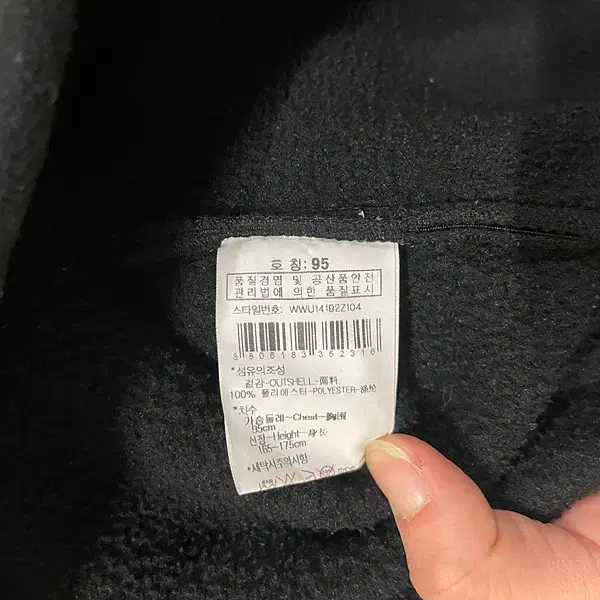 호 칭: 95
품질경영 및 공산품안전
관리법에 의한 품질표시
스타일번호: WWU14192Z104
8 806183 352316
*섬유의조성
겉감-OUTSHELL-面料
100% 폴리에스터-POLYESTER-涤纶
*치수
가슴둘레-Chest-胸围
95cm
신장-Height-身长
165-175cm
*세탁시주의사항